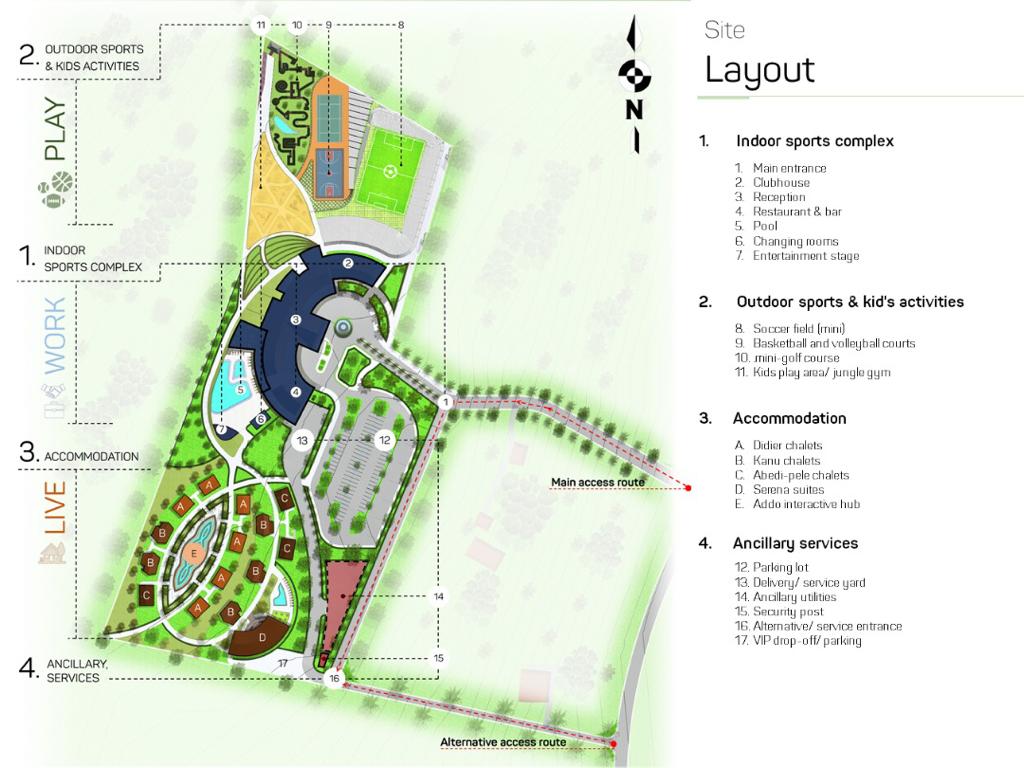 11 10 9 8
2. OUTDOOR SPORTS
& KIDS ACTIVITIES
PLAY
N
1. INDOOR
SPORTS COMPLEX
WORK
2
3
4
5
6
7
1
13
12
3. ACCOMMODATION
LIVE
A
A
C
A
B
B
A
C
B
E
B
A
C
A
B
D
14
15
17
16
4. ANCILLARY,
SERVICES
Main access route
Alternative access route
Site
Layout
1. Indoor sports complex
1. Main entrance
2. Clubhouse
3. Reception
4. Restaurant & bar
5. Pool
6. Changing rooms
7. Entertainment stage
2. Outdoor sports & kid's activities
8. Soccer field (mini)
9. Basketball and volleyball courts
10. mini-golf course
11. Kids play area/ jungle gym
3. Accommodation
A. Didier chalets
B. Kanu chalets
C. Abedi-pele chalets
D. Serena suites
E. Addo interactive hub
4. Ancillary services
12. Parking lot
13. Delivery/ service yard
14. Ancillary utilities
15. Security post
16. Alternative/ service entrance
17. VIP drop-off/ parking